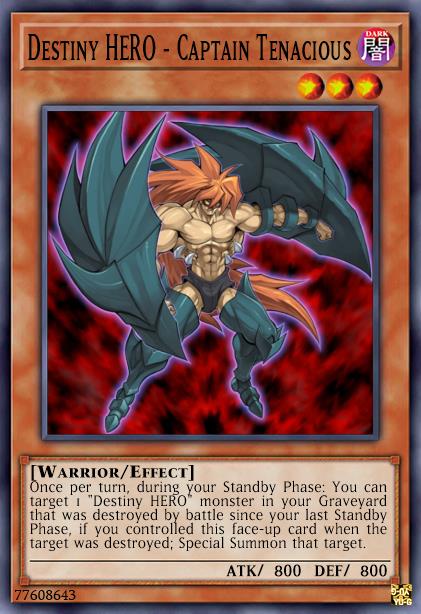 DESTINY HERO - CAPTAIN TENACIOUS
DARK
闇
[WARRIOR/EFFECT]
Once per turn, during your Standby Phase: You can
target 1 "Destiny HERO" monster in your Graveyard
that was destroyed by battle since your last Standby
Phase, if you controlled this face-up card when the
target was destroyed; Special Summon that target.
ATK/ 800 DEF/ 800
77608643